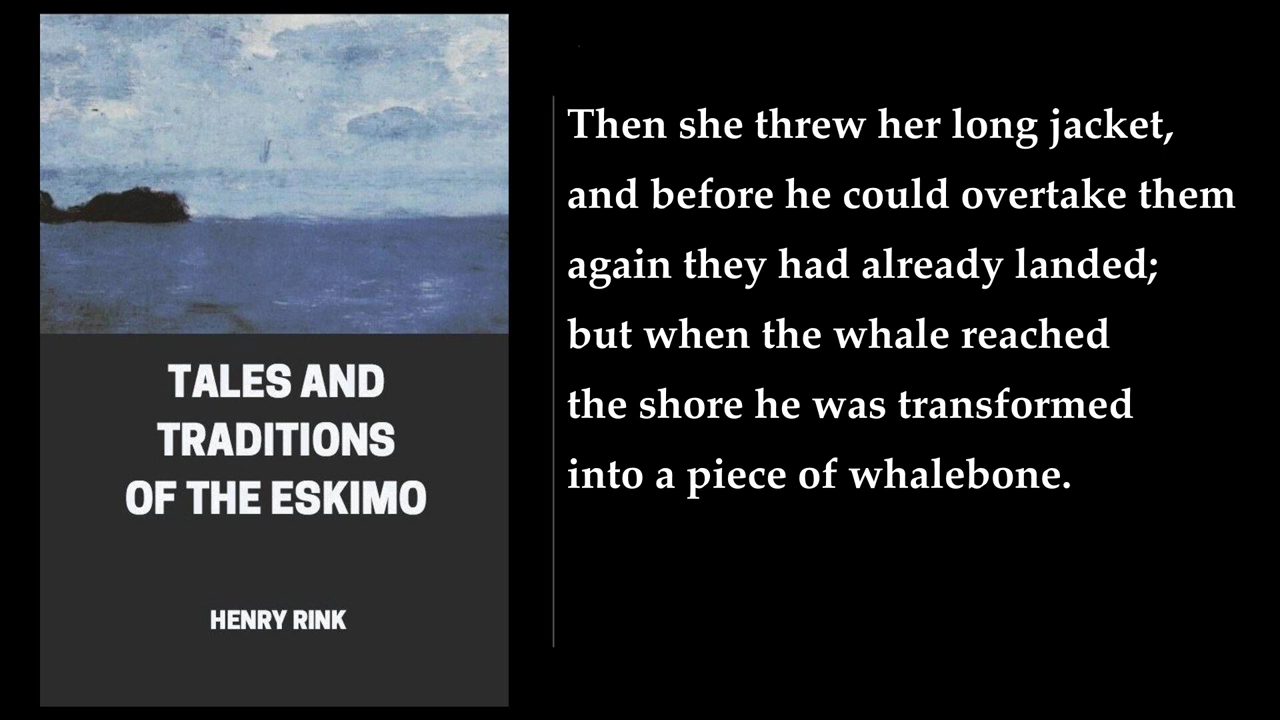 TALES AND
TRADITIONS
OF THE ESKIMO
HENRY RINK
Then she threw her long jacket,
and before he could overtake them
again they had already landed;
but when the whale reached
the shore he was transformed
into a piece of whalebone.